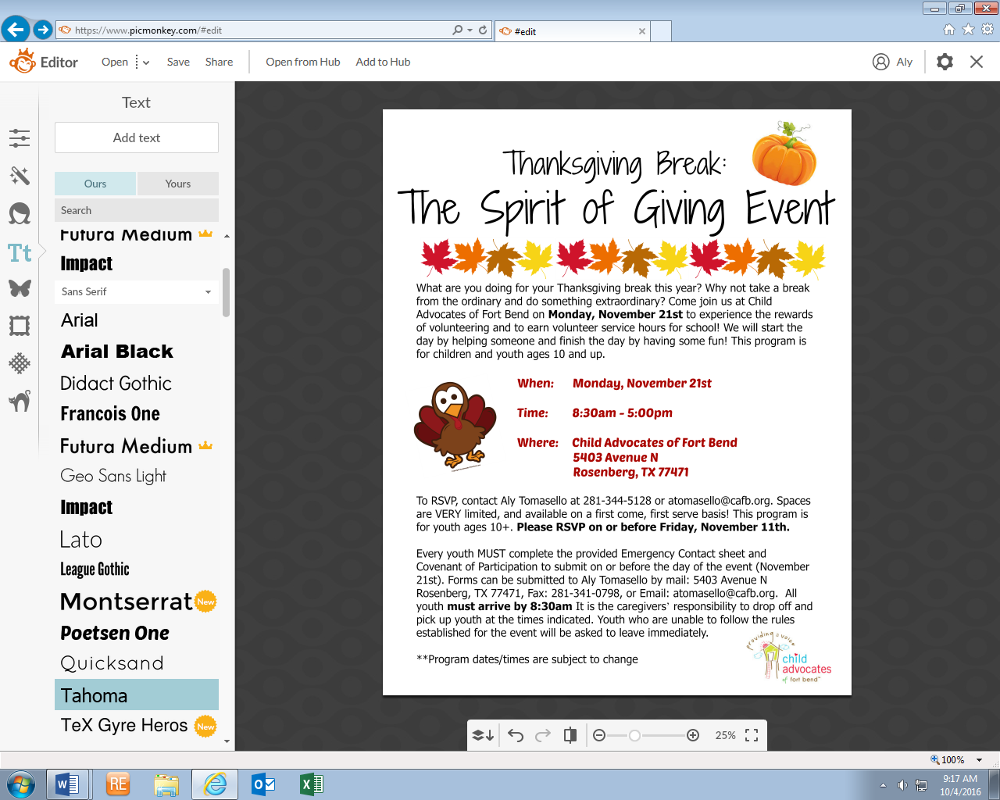 https://www.picmonkey.com/#edit
#edit
Editor
Open
Save
Share
Open from Hub
Add to Hub
Aly
Text
Add text
Ours
Yours
Search
Futura Medium
Impact
Sans Serif
Arial
Arial Black
Didact Gothic
Francois One
Futura Medium
Geo Sans Light
Impact
Lato
League Gothic
Montserrat New
Poetsen One
Quicksand
Tahoma
TeX Gyre Heros New
Thanksgiving Break:
The Spirit of Giving Event
What are you doing for your Thanksgiving break this year? Why not take a break
from the ordinary and do something extraordinary? Come join us at Child
Advocates of Fort Bend on Monday, November 21st to experience the rewards
of volunteering and to earn volunteer service hours for school! We will start the
day by helping someone and finish the day by having some fun! This program is
for children and youth ages 10 and up.
When: Monday, November 21st
Time: 8:30am - 5:00pm
Where: Child Advocates of Fort Bend
5403 Avenue N
Rosenberg, TX 77471
To RSVP, contact Aly Tomasello at 281-344-5128 or atomasello@cafb.org. Spaces
are VERY limited, and available on a first come, first serve basis! This program is
for youth ages 10+. Please RSVP on or before Friday, November 11th.
Every youth MUST complete the provided Emergency Contact sheet and
Covenant of Participation to submit on or before the day of the event (November
21st). Forms can be submitted to Aly Tomasello by mail: 5403 Avenue N
Rosenberg, TX 77471, Fax: 281-341-0798, or Email: atomasello@cafb.org. All
youth must arrive by 8:30am It is the caregivers' responsibility to drop off and
pick up youth at the times indicated. Youth who are unable to follow the rules
established for the event will be asked to leave immediately.
**Program dates/times are subject to change
providing a voice
child
advocates
of fort bend™
25%
100%
W
RE
9:17 AM
10/4/2016